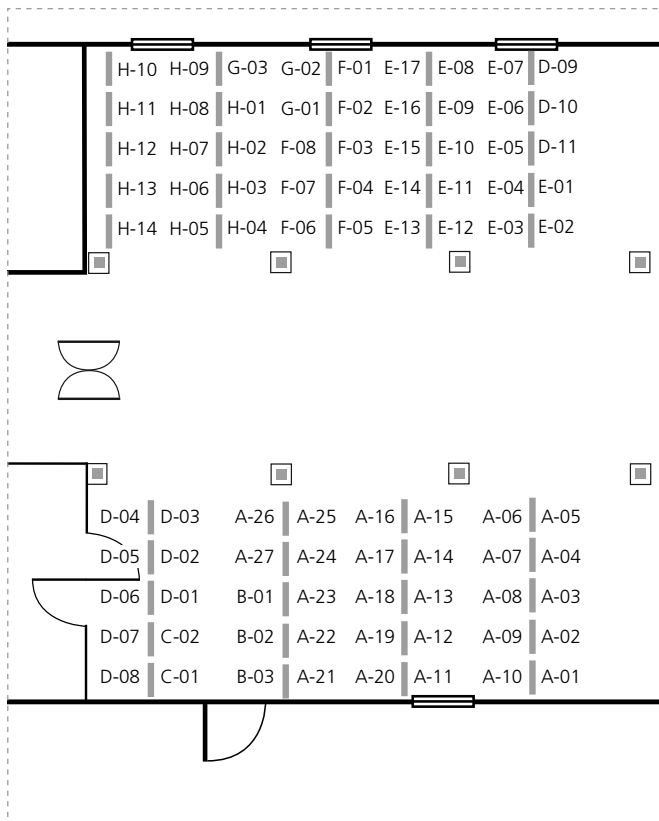 H-10 H-09 G-03 G-02 F-01 E-17 E-08 E-07 D-09
H-11 H-08 H-01 G-01 F-02 E-16 E-09 E-06 D-10
H-12 H-07 H-02 F-08 F-03 E-15 E-10 E-05 D-11
H-13 H-06 H-03 F-07 F-04 E-14 E-11 E-04 E-01
H-14 H-05 H-04 F-06 F-05 E-13 E-12 E-03 E-02
D-04 D-03 A-26 A-25 A-16 A-15 A-06 A-05
D-05 D-02 A-27 A-24 A-17 A-14 A-07 A-04
D-06 D-01 B-01 A-23 A-18 A-13 A-08 A-03
D-07 C-02 B-02 A-22 A-19 A-12 A-09 A-02
D-08 C-01 B-03 A-21 A-20 A-11 A-10 A-01